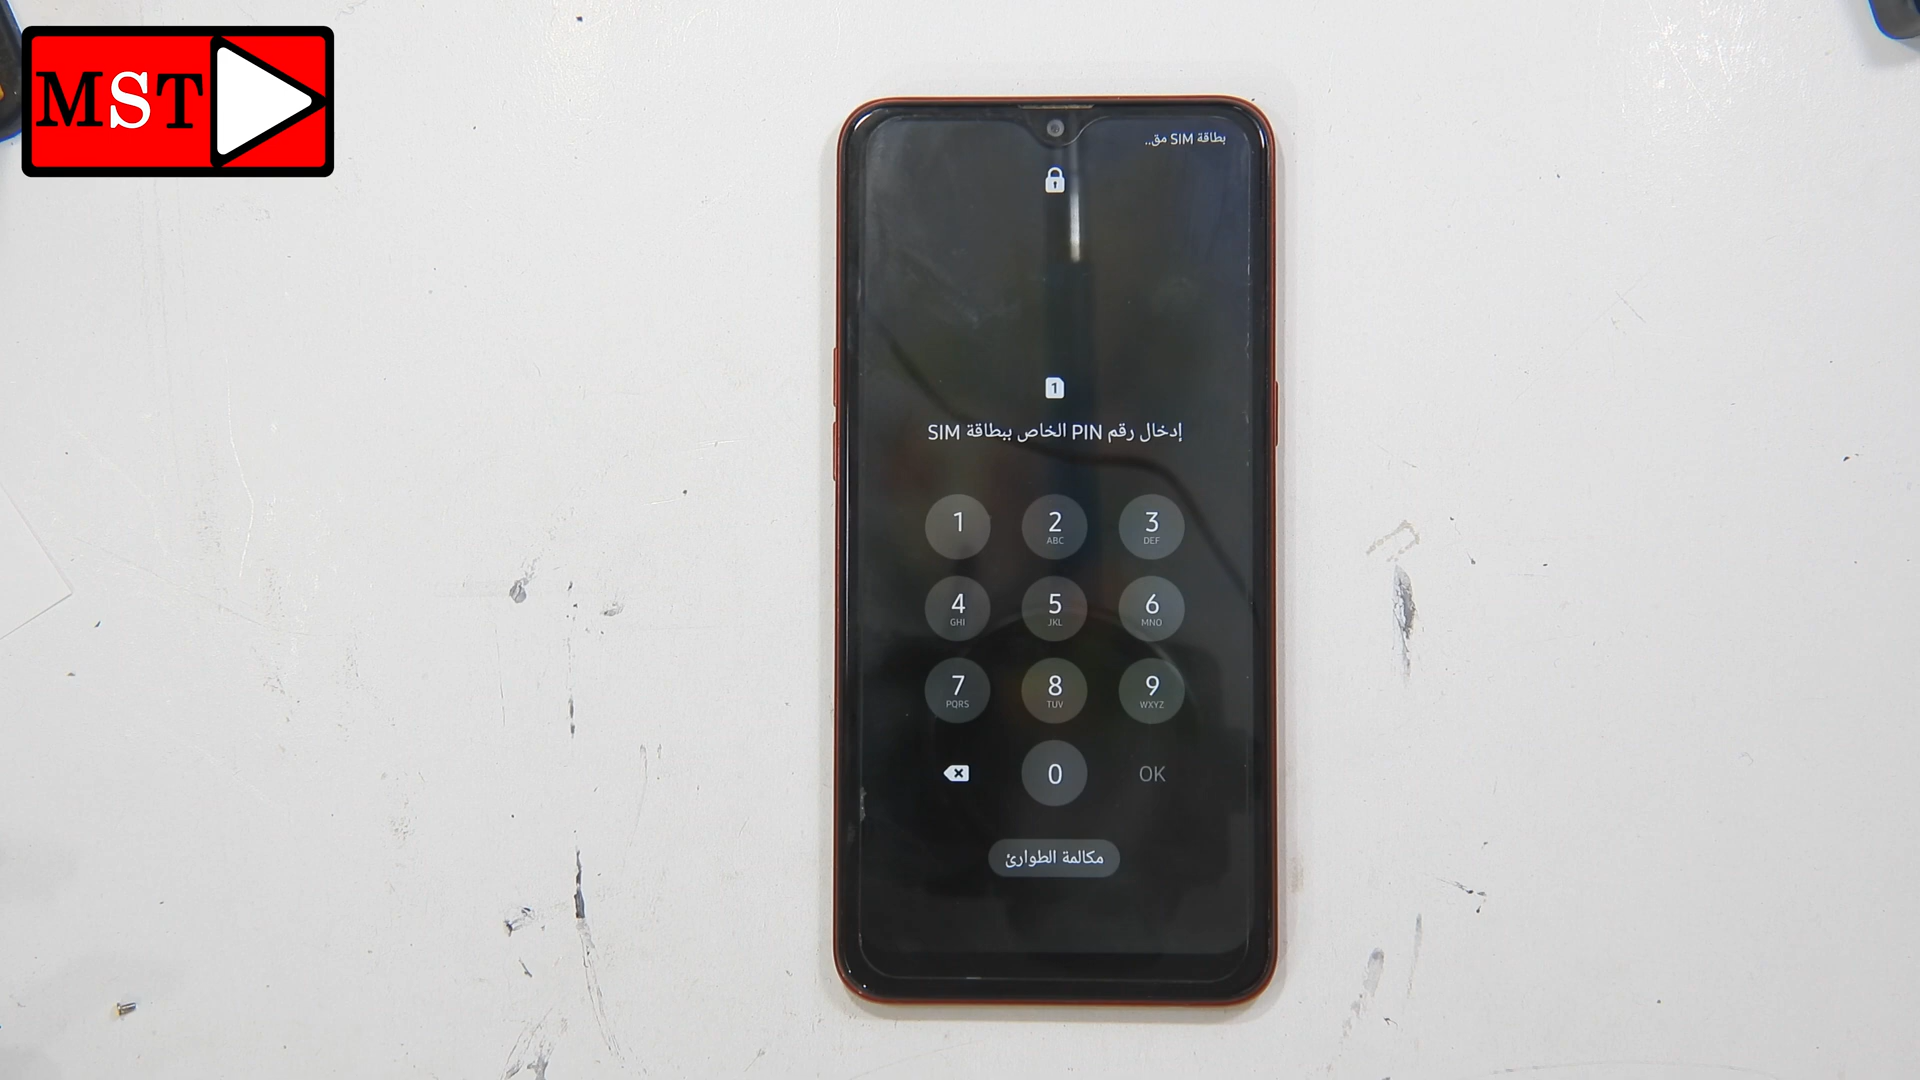 MST
بطاقة SIM مق..
1
إدخال رقم PIN الخاص ببطاقة SIM
1 2 3
ABC DEF
4 5 6
GHI JKL MNO
7 8 9
PQRS TUV WXYZ
0 OK
مكالمة الطوارئ